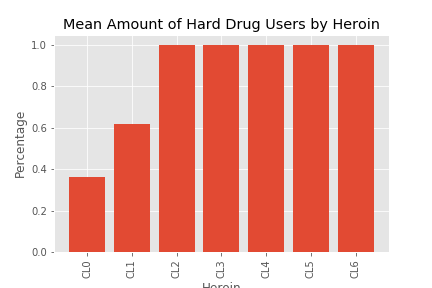 Mean Amount of Hard Drug Users by Heroin
Percentage
1.0
0.8
0.6
0.4
0.2
0.0
CL0
CL1
CL2
CL3
CL4
CL5
CL6
Heroin